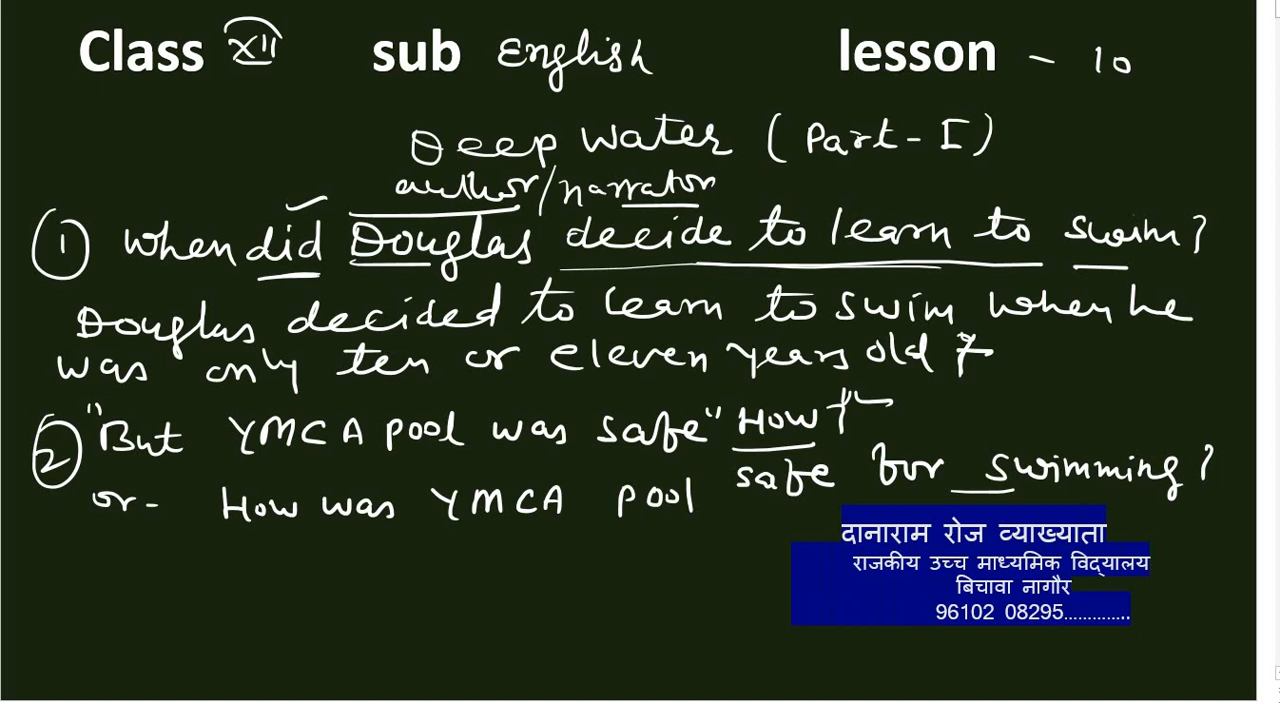 Class XII sub English lesson - 10
Deep Water (Part-I)
author/narrator
1 When did Douglas decide to learn to swim?
Douglas decided to learn to swim when he
was only ten or eleven years old
2 "But YMCA pool was safe" How?
or- How was YMCA pool safe for swimming?
दानाराम रोज व्याख्याता
राजकीय उच्च माध्यमिक विद्यालय
बिचावा नागौर
96102 08295.............